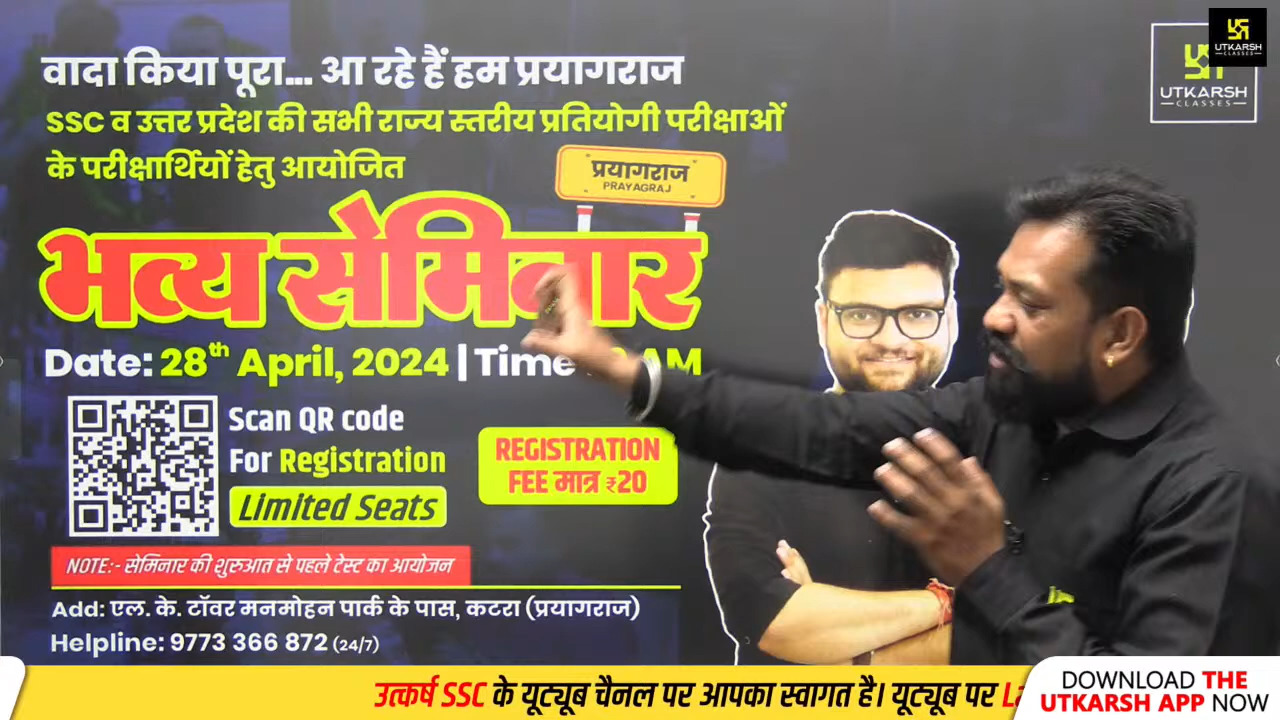 वादा किया पूरा... आ रहे हैं हम प्रयागराज
SSC व उत्तर प्रदेश की सभी राज्य स्तरीय प्रतियोगी परीक्षाओं
के परीक्षार्थियों हेतु आयोजित
प्रयागराज
PRAYAGRAJ
भव्य सेमिनार
Date: 28th April, 2024 | Time AM
Scan QR code
For Registration
Limited Seats
REGISTRATION
FEE मात्र ₹20
NOTE:- सेमिनार की शुरुआत से पहले टेस्ट का आयोजन
Add: एल. के. टॉवर मनमोहन पार्क के पास, कटरा (प्रयागराज)
Helpline: 9773 366 872 (24/7)
UTKARSH
CLASSES
UTKARSH
CLASSES
उत्कर्ष SSC के यूट्यूब चैनल पर आपका स्वागत है। यूट्यूब पर
DOWNLOAD THE
UTKARSH APP NOW